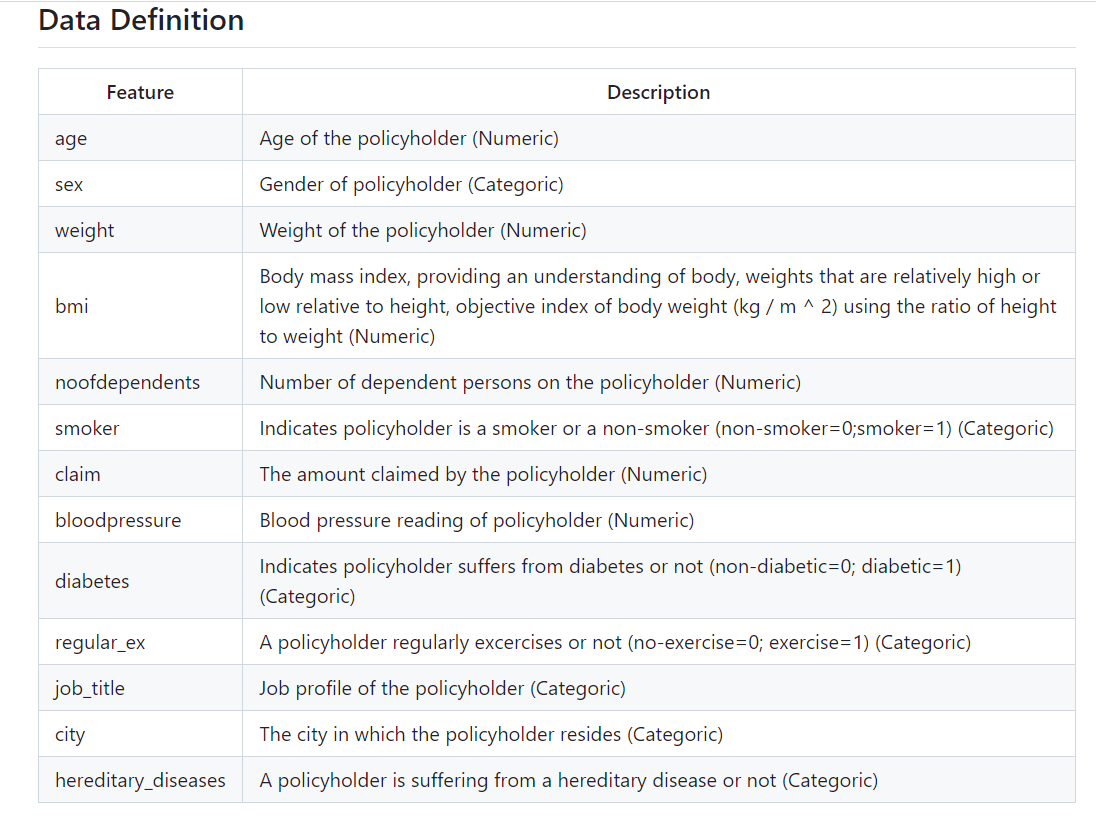 Data Definition
Feature
Description
age
Age of the policyholder (Numeric)
sex
Gender of policyholder (Categoric)
weight
Weight of the policyholder (Numeric)
bmi
Body mass index, providing an understanding of body, weights that are relatively high or
low relative to height, objective index of body weight (kg / m ^ 2) using the ratio of height
to weight (Numeric)
noofdependents
Number of dependent persons on the policyholder (Numeric)
smoker
Indicates policyholder is a smoker or a non-smoker (non-smoker=0;smoker=1) (Categoric)
claim
The amount claimed by the policyholder (Numeric)
bloodpressure
Blood pressure reading of policyholder (Numeric)
diabetes
Indicates policyholder suffers from diabetes or not (non-diabetic=0; diabetic=1)
(Categoric)
regular_ex
A policyholder regularly excercises or not (no-exercise=0; exercise=1) (Categoric)
job_title
Job profile of the policyholder (Categoric)
city
The city in which the policyholder resides (Categoric)
hereditary_diseases
A policyholder is suffering from a hereditary disease or not (Categoric)